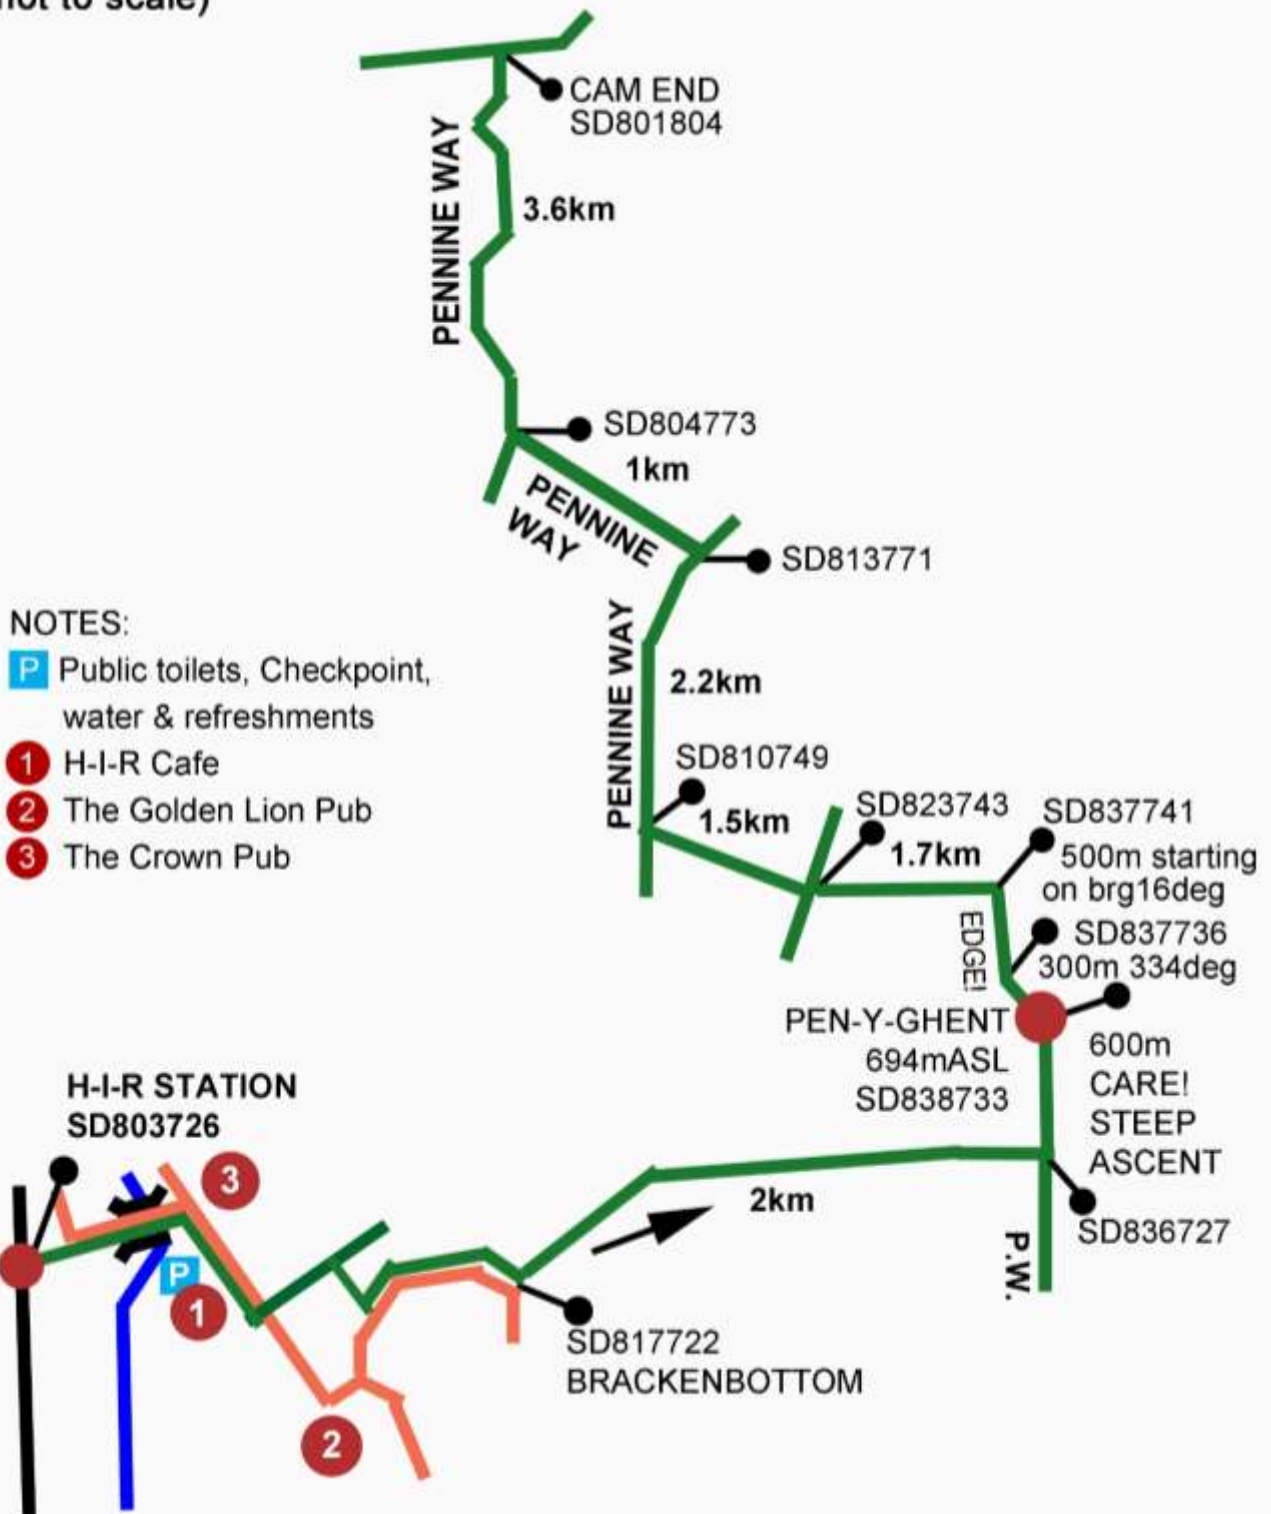 not to scale)
CAM END
SD801804
PENNINE WAY
3.6km
SD804773
1km
PENNINE
WAY
SD813771
NOTES:
P Public toilets, Checkpoint,
water & refreshments
1 H-I-R Cafe
2 The Golden Lion Pub
3 The Crown Pub
PENNINE WAY
2.2km
SD810749
1.5km
SD823743
1.7km
SD837741
500m starting
on brg16deg
EDGE!
SD837736
300m 334deg
PEN-Y-GHENT
694mASL
SD838733
600m
CARE!
STEEP
ASCENT
H-I-R STATION
SD803726
3
P
1
2
2km
SD836727
P.W.
SD817722
BRACKENBOTTOM